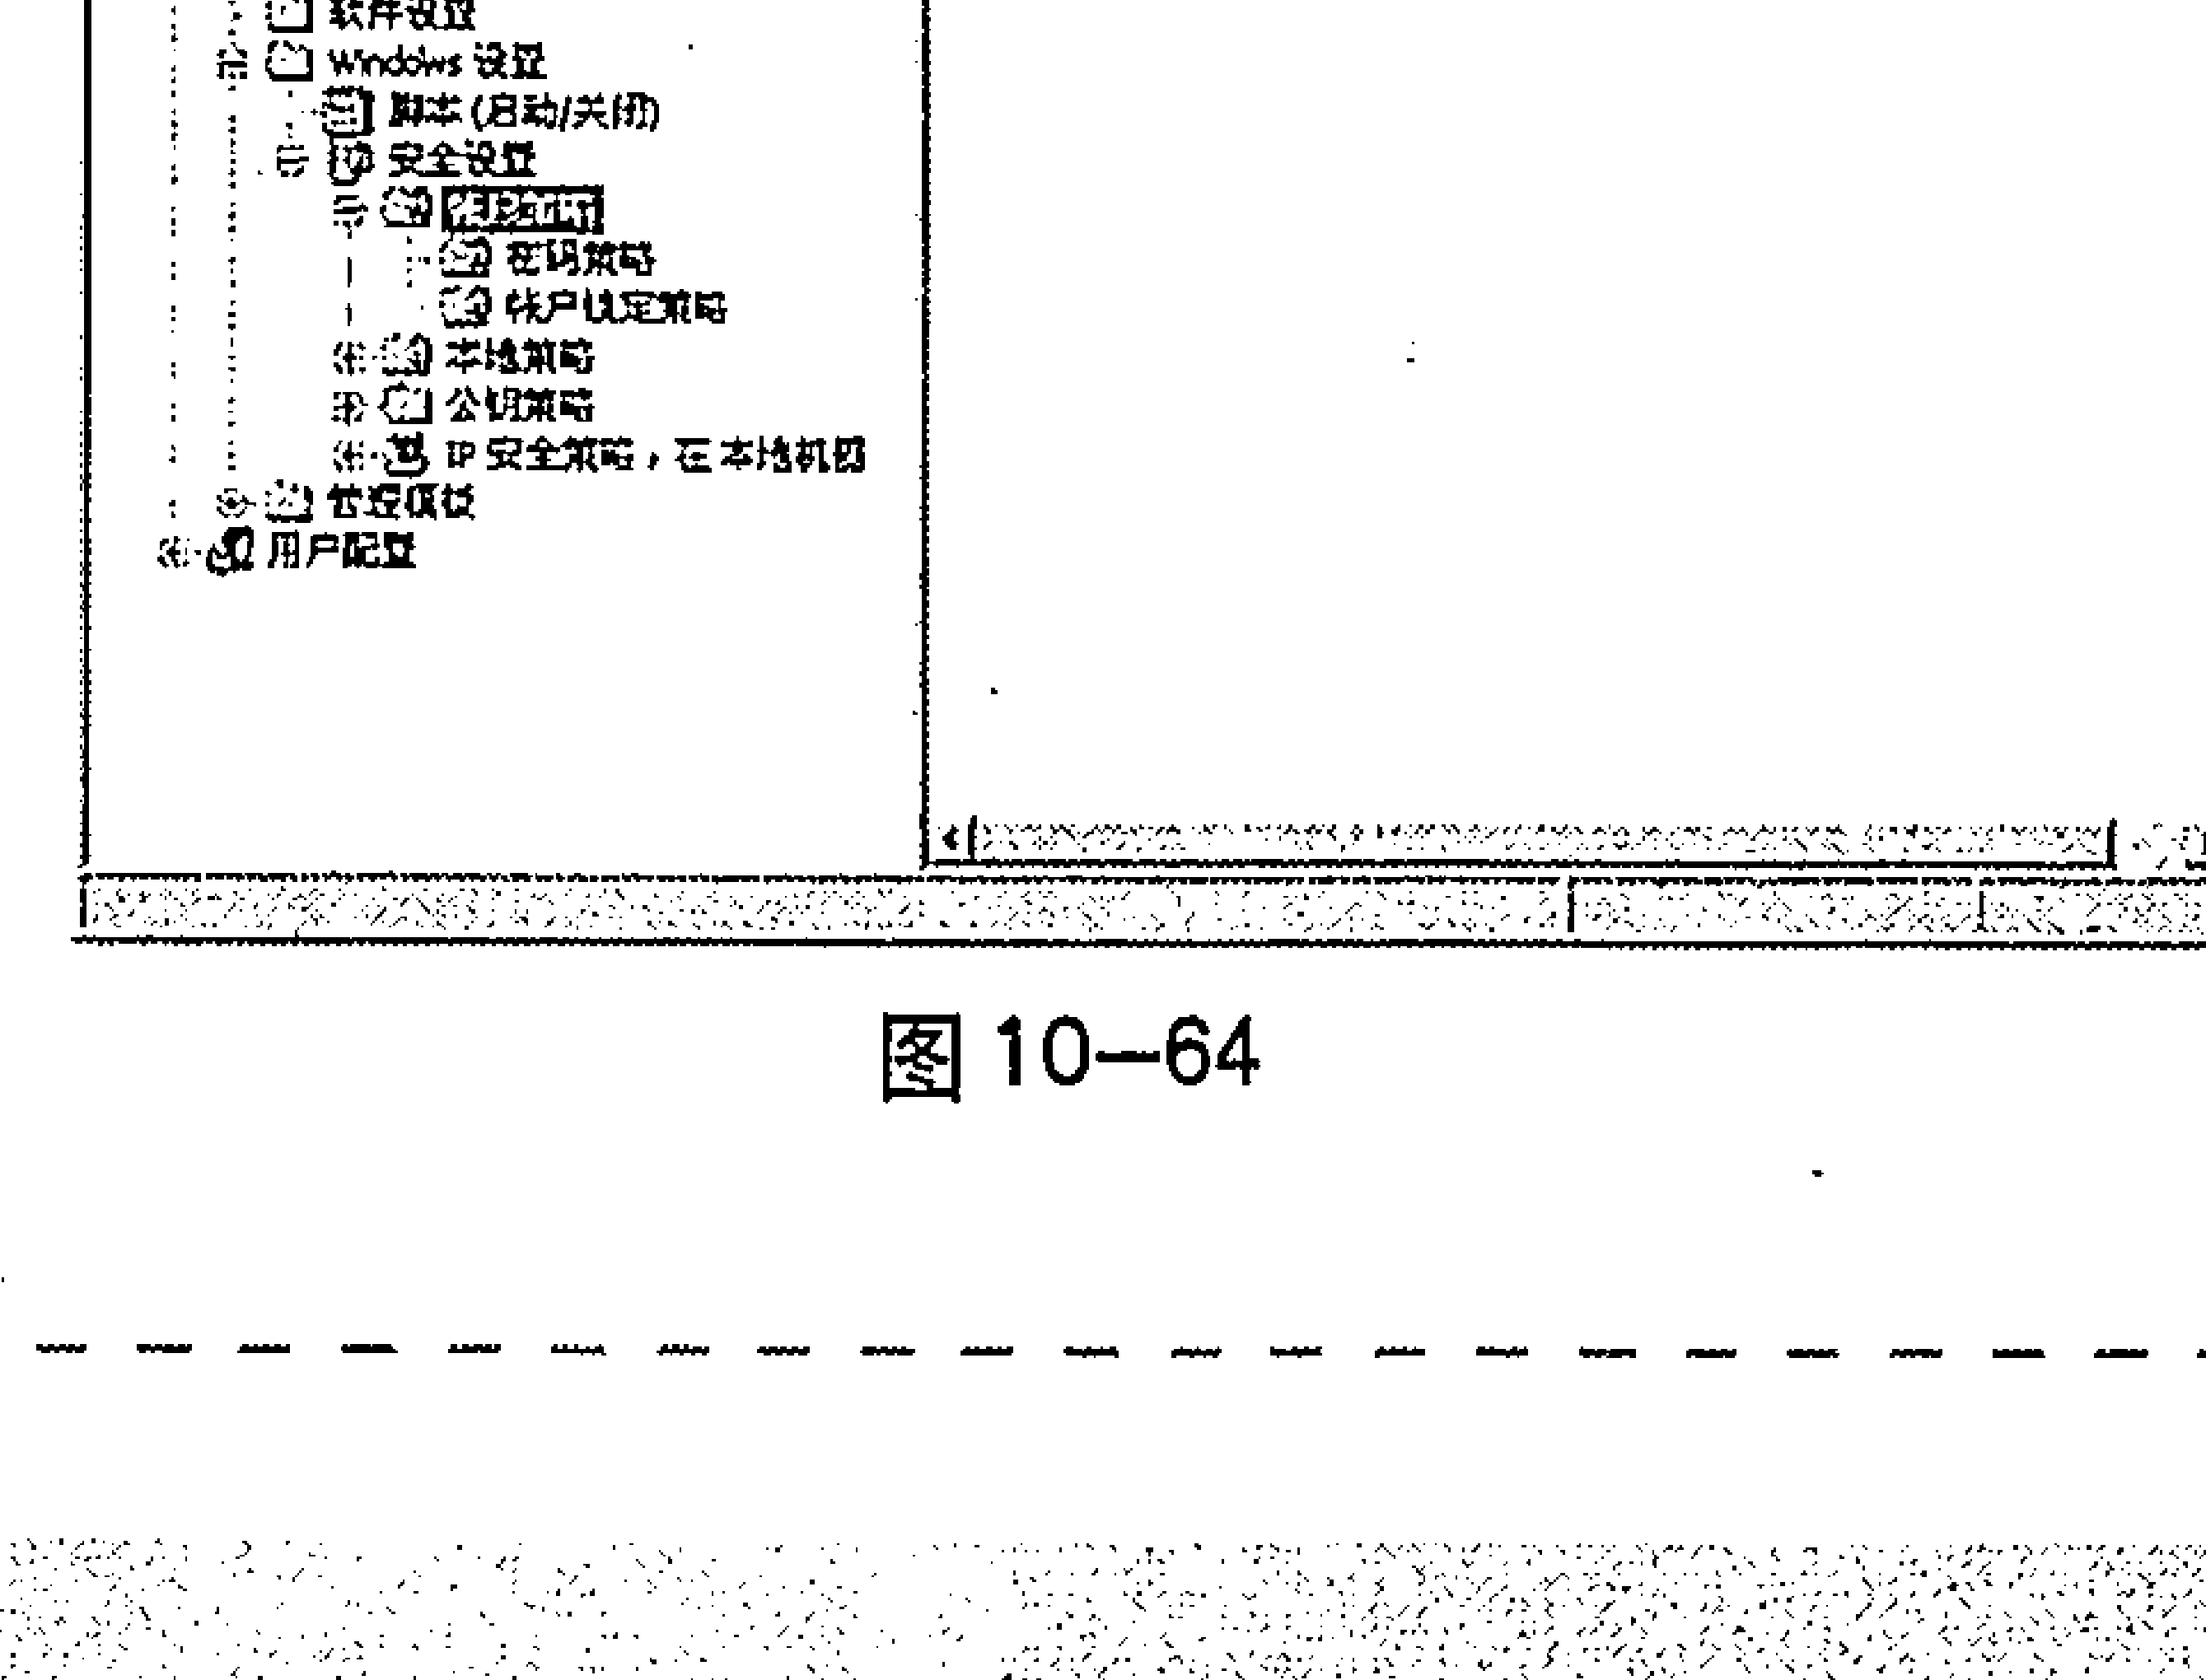 软件设置
Windows 设置
脚本(启动/关闭)
安全设置
帐户策略
密码策略
帐户锁定策略
本地策略
公钥策略
IP 安全策略，在本地机器
管理模板
用户配置
图 10—64